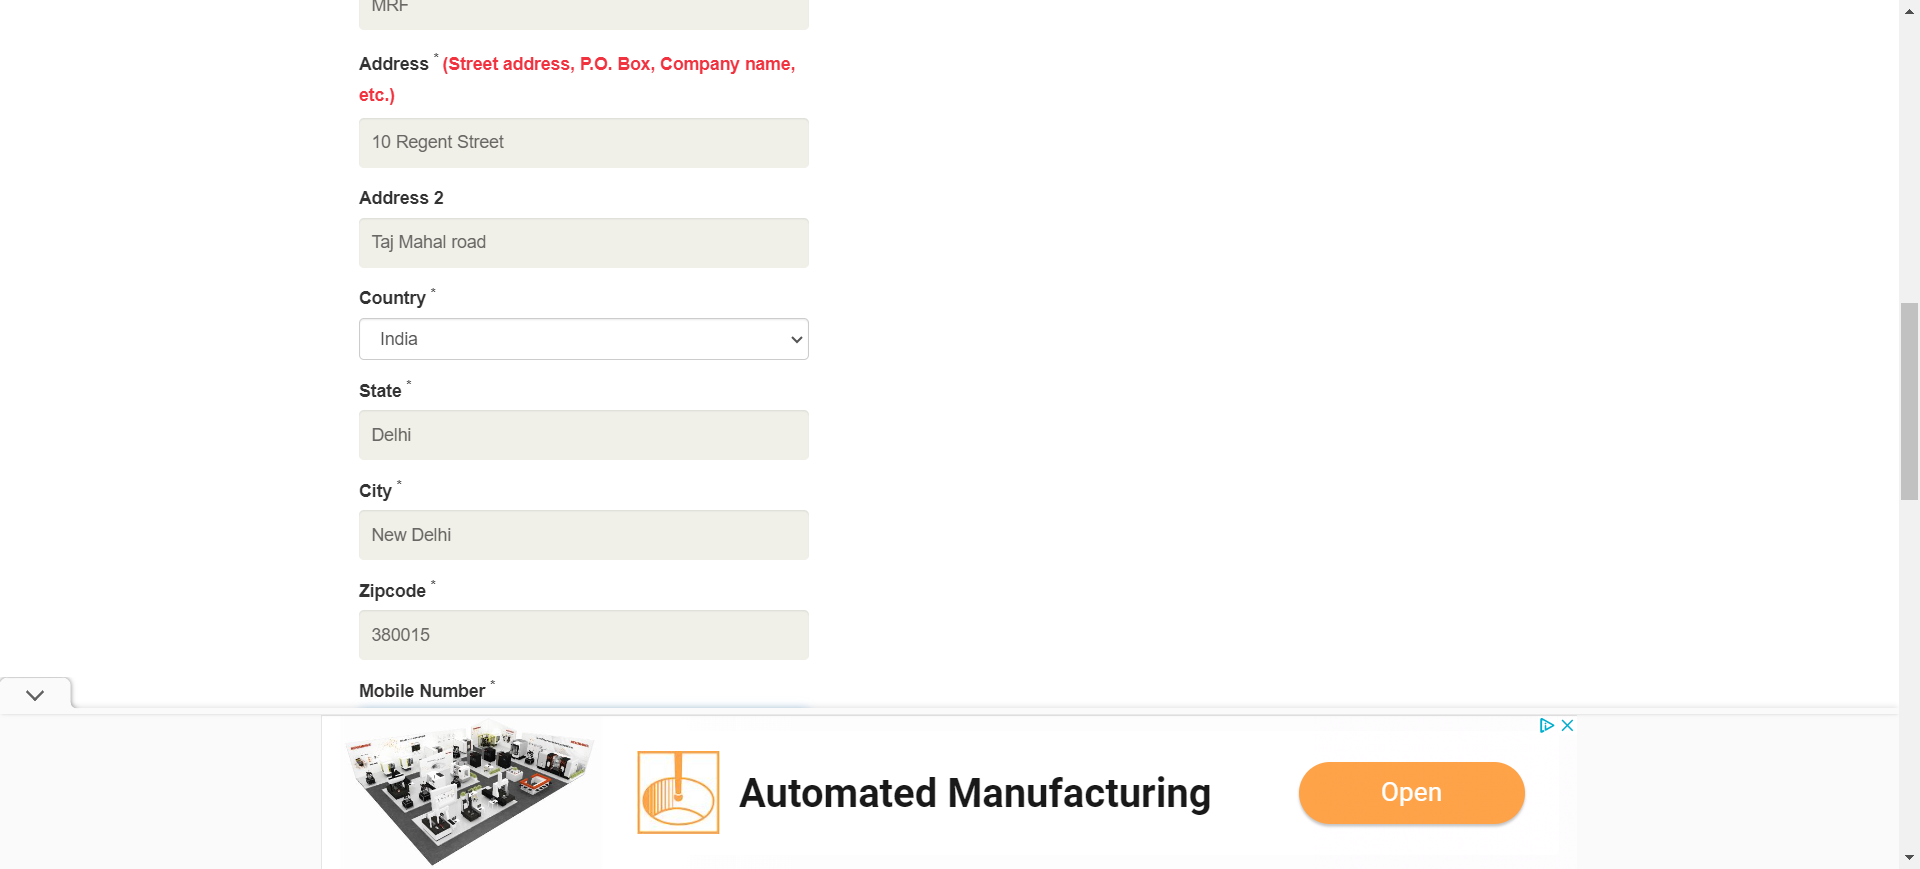 MRF
Address * (Street address, P.O. Box, Company name,
etc.)
10 Regent Street
Address 2
Taj Mahal road
Country *
India
State *
Delhi
City *
New Delhi
Zipcode *
380015
Mobile Number *
Automated Manufacturing
Open